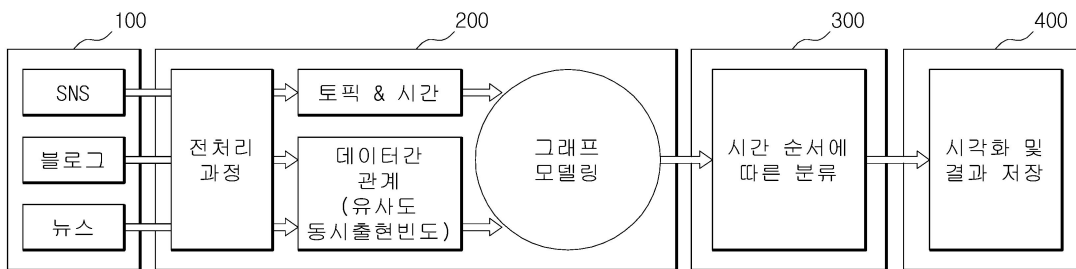 100
200
300
400
SNS
블로그
뉴스
전처리
과정
토픽 & 시간
데이터간
관계
(유사도
동시출현빈도)
그래프
모델링
시간 순서에
따른 분류
시각화 및
결과 저장